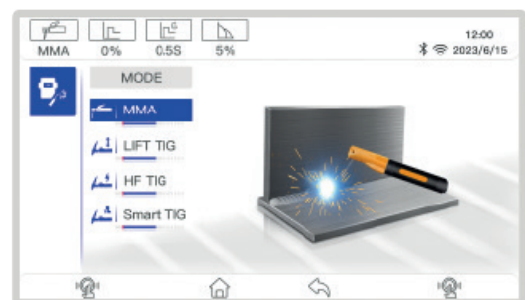 MMA 0% 0.5S 5%
12:00
2023/6/15
MODE
MMA
LIFT TIG
HF TIG
Smart TIG